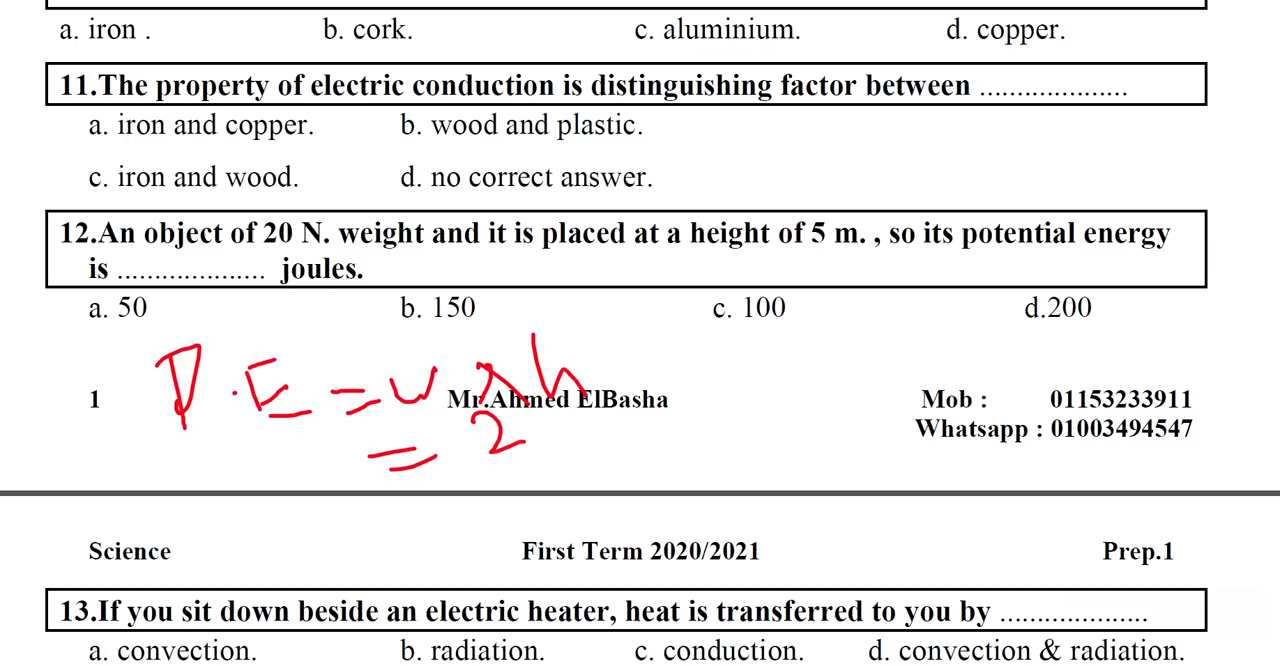 a. iron . b. cork. c. aluminium. d. copper.
11.The property of electric conduction is distinguishing factor between ....................
a. iron and copper. b. wood and plastic.
c. iron and wood. d. no correct answer.
12.An object of 20 N. weight and it is placed at a height of 5 m. , so its potential energy
is .................... joules.
a. 50 b. 150 c. 100 d.200
P.E = w x h
1 Mr.Ahmed ElBasha Mob : 01153233911
= 2
Whatsapp : 01003494547
Science First Term 2020/2021 Prep.1
13.If you sit down beside an electric heater, heat is transferred to you by ....................
a. convection. b. radiation. c. conduction. d. convection & radiation.